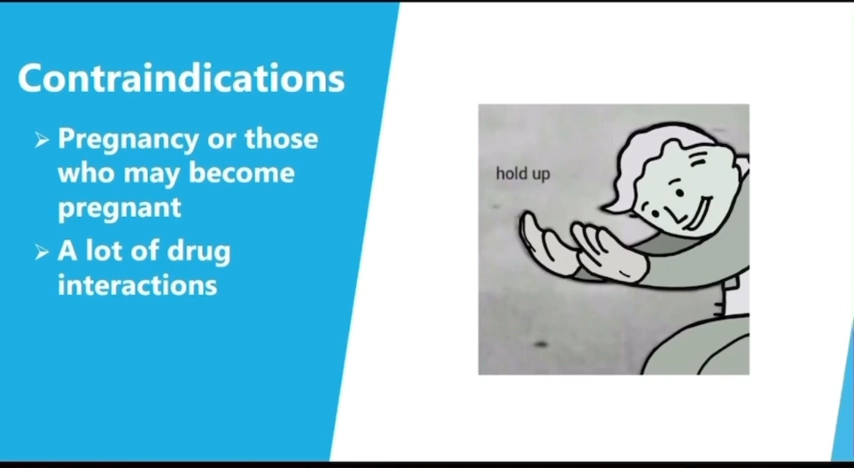 Contraindications
➢ Pregnancy or those
who may become
pregnant
➢ A lot of drug
interactions
hold up